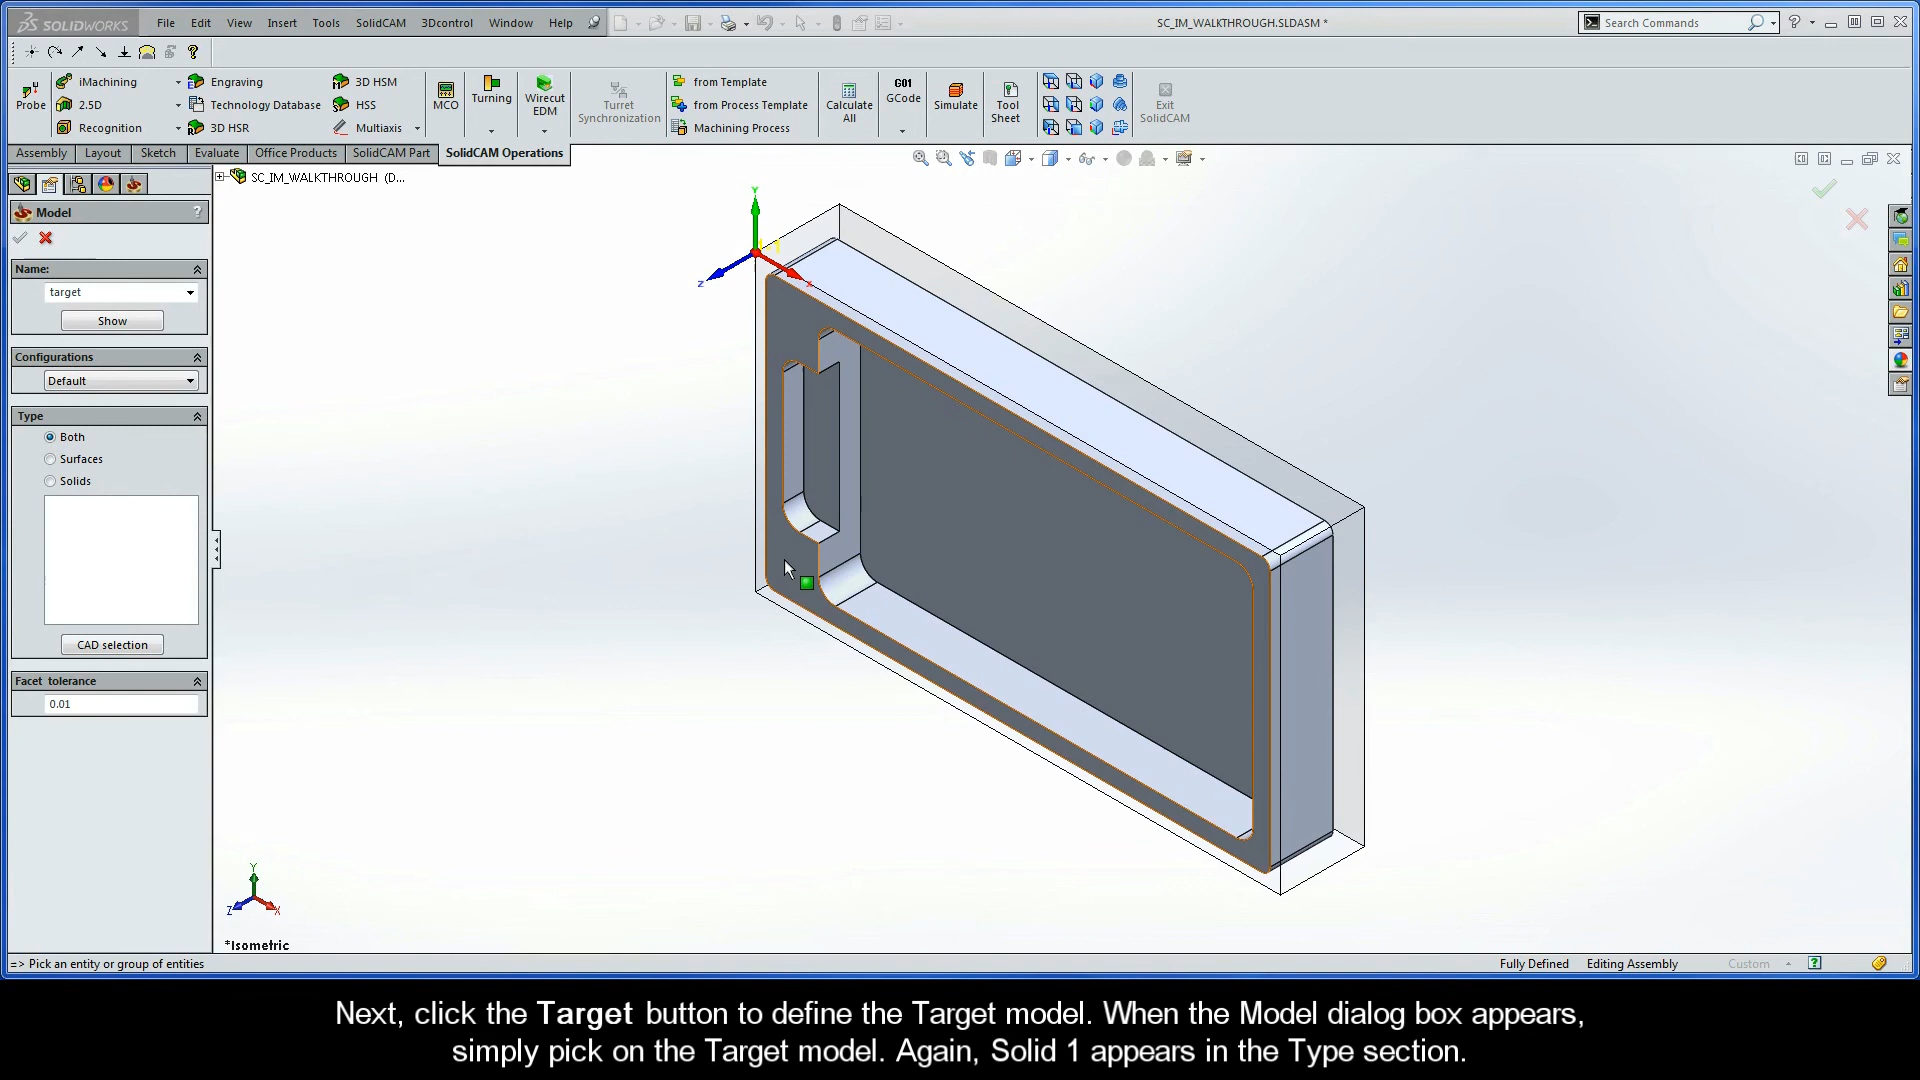 SOLIDWORKS File Edit View Insert Tools SolidCAM 3Dcontrol Window Help SC_IM_WALKTHROUGH.SLDASM * Search Commands
Probe
iMachining
2.5D
Recognition
Engraving
Technology Database
3D HSR
3D HSM
HSS
Multiaxis
MCO
Turning
Wirecut
EDM
Turret
Synchronization
from Template
from Process Template
Machining Process
Calculate
All
G01
GCode
Simulate
Tool
Sheet
Exit
SolidCAM
Assembly Layout Sketch Evaluate Office Products SolidCAM Part SolidCAM Operations
SC_IM_WALKTHROUGH (D...
Model ?
Name:
target
Show
Configurations
Default
Type
Both
Surfaces
Solids
CAD selection
Facet tolerance
0.01
Y
Z
X
Y
Z
X
*Isometric
=> Pick an entity or group of entities Fully Defined Editing Assembly Custom
Next, click the Target button to define the Target model. When the Model dialog box appears,
simply pick on the Target model. Again, Solid 1 appears in the Type section.